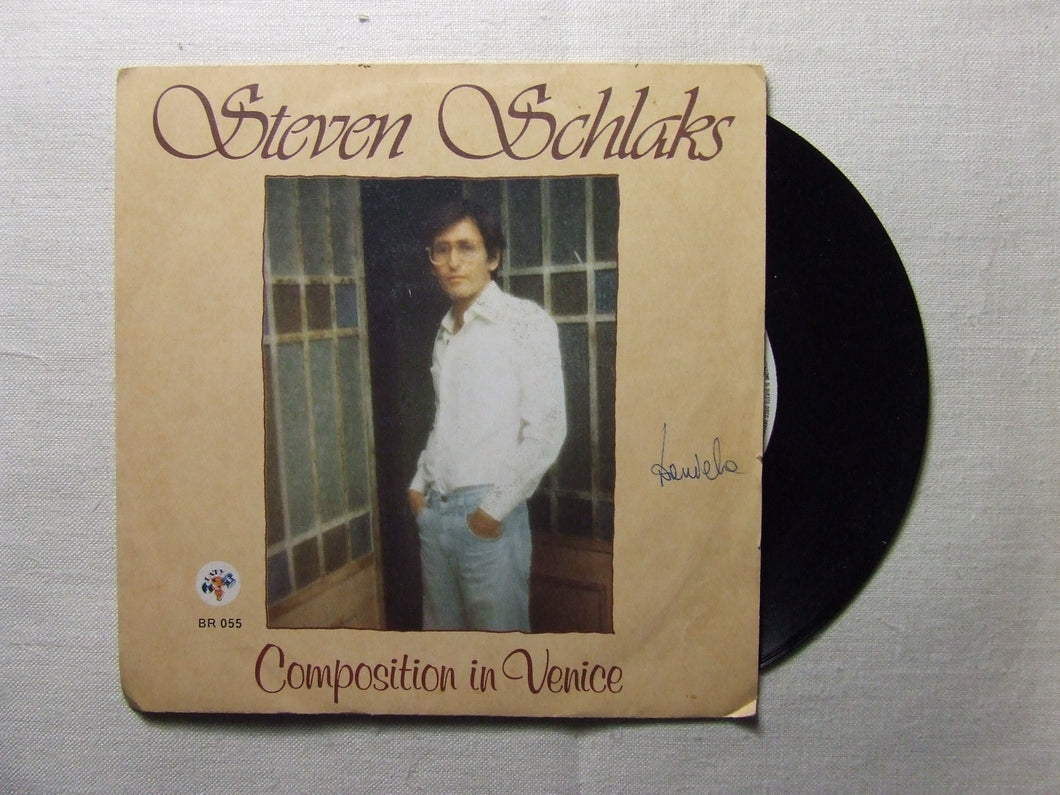 Steven Schlaks
BR 055
Composition in Venice